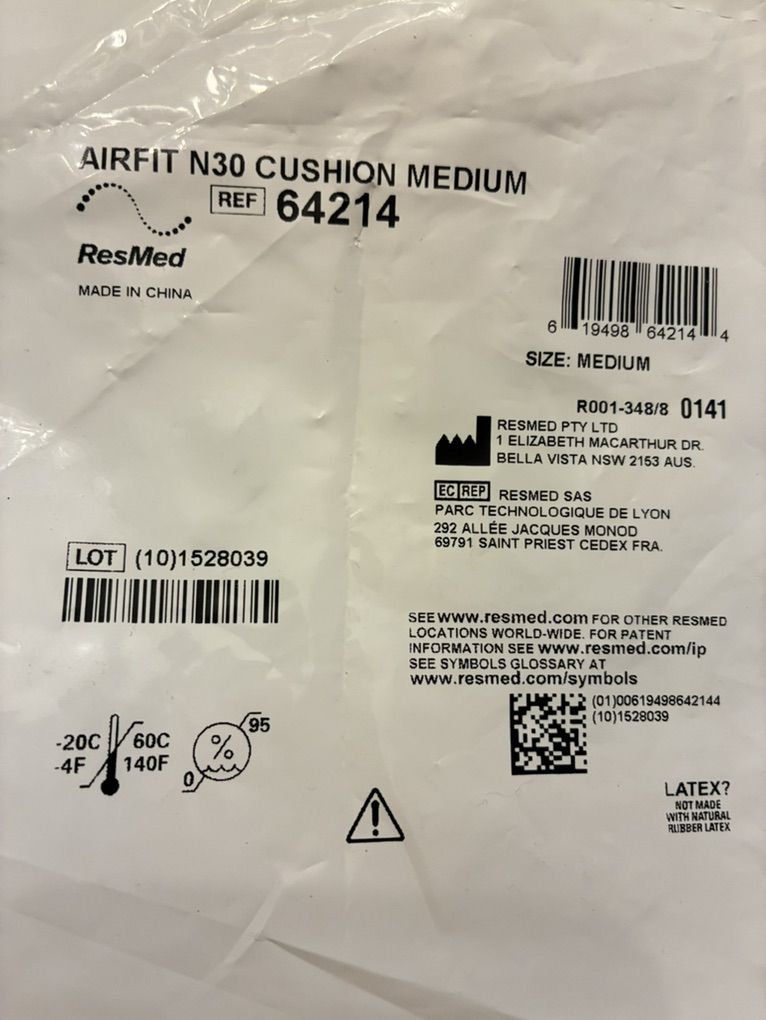 AIRFIT N30 CUSHION MEDIUM
REF 64214
ResMed
MADE IN CHINA
6 19498 64214 4
SIZE: MEDIUM
R001-348/8 0141
RESMED PTY LTD
1 ELIZABETH MACARTHUR DR.
BELLA VISTA NSW 2153 AUS.
EC REP RESMED SAS
PARC TECHNOLOGIQUE DE LYON
292 ALLÉE JACQUES MONOD
69791 SAINT PRIEST CEDEX FRA.
LOT (10)1528039
SEE www.resmed.com FOR OTHER RESMED
LOCATIONS WORLD-WIDE. FOR PATENT
INFORMATION SEE www.resmed.com/ip
SEE SYMBOLS GLOSSARY AT
www.resmed.com/symbols
(01)00619498642144
(10)1528039
-20C 60C
-4F 140F
% 95
0
LATEX?
NOT MADE
WITH NATURAL
RUBBER LATEX